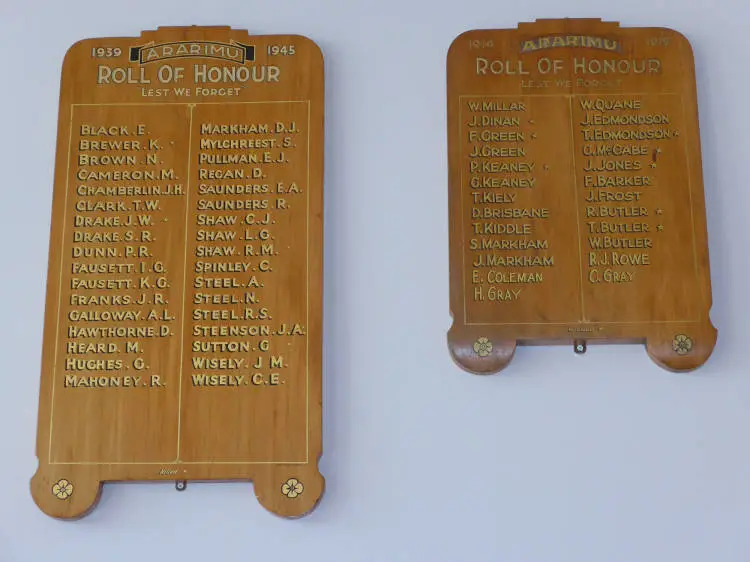 1939 ARARIMU 1945
ROLL OF HONOUR
LEST WE FORGET
BLACK.E.
BREWER.K.
BROWN.N.
CAMERON.M.
CHAMBERLIN.J.H.
CLARK.T.W.
DRAKE.J.W.
DRAKE.S.R.
DUNN.P.R.
FAUSETT.I.G.
FAUSETT.K.G.
FRANKS.J.R.
GALLOWAY.A.L.
HAWTHORNE.D.
HEARD.M.
HUGHES.G.
MAHONEY.R.
MARKHAM.D.J.
MYLCHREEST.S.
PULLMAN.E.J.
REGAN.D.
SAUNDERS.E.A.
SAUNDERS.R.
SHAW.C.J.
SHAW.L.G.
SHAW.R.M.
SPINLEY.C.
STEEL.A.
STEEL.N.
STEEL.R.S.
STEENSON.J.A.
SUTTON.G
WISELY.J M.
WISELY.C.E.
1914 ARARIMU 1919
ROLL OF HONOUR
LEST WE FORGET
W.MILLAR
J.DINAN *
F.GREEN *
J.GREEN
P.KEANEY *
C.KEANEY
T.KIELY
D.BRISBANE
T.KIDDLE
S.MARKHAM
J.MARKHAM
E.COLEMAN
H.GRAY
W.QUANE
J.EDMONDSON
T.EDMONDSON *
C.MCCABE *
J.JONES *
F.BARKER
J.FROST
R.BUTLER *
T.BUTLER *
W.BUTLER
R.J.ROWE
C.GRAY